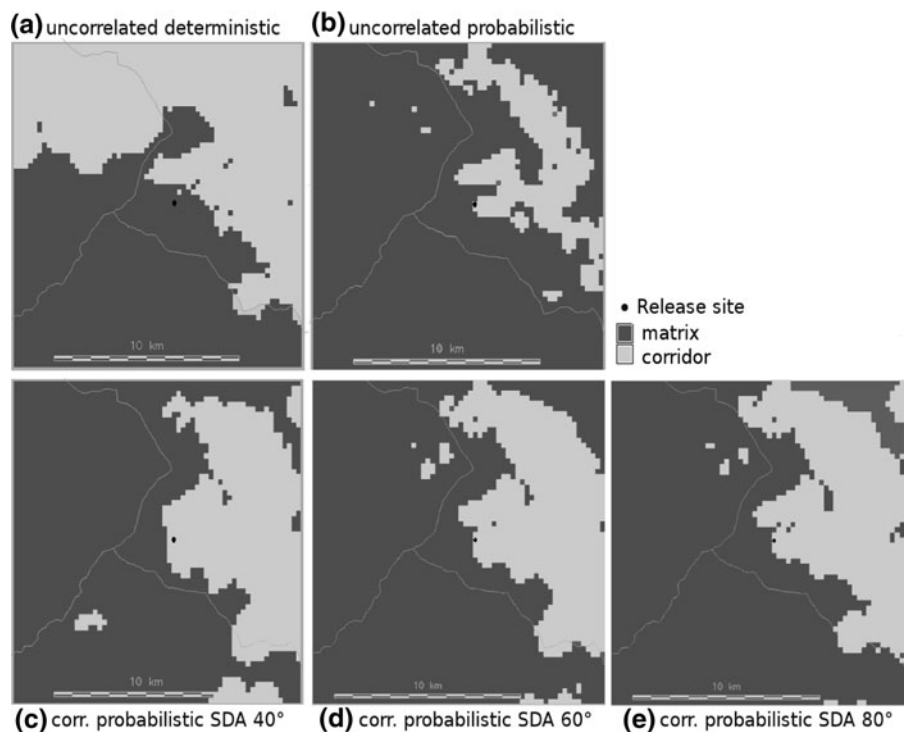 (a) uncorrelated deterministic
(b) uncorrelated probabilistic
10 km
10 km
Release site
matrix
corridor
10 km
10 km
10 km
(c) corr. probabilistic SDA 40°
(d) corr. probabilistic SDA 60°
(e) corr. probabilistic SDA 80°